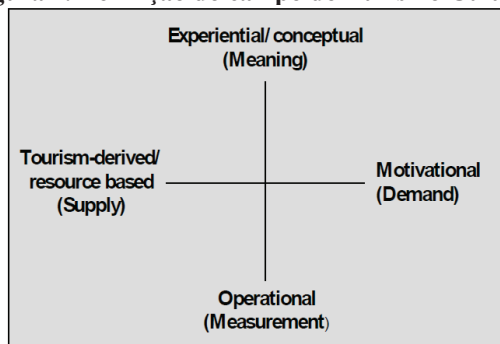 Experiential/ conceptual
(Meaning)
Tourism-derived/
resource based
(Supply)
Motivational
(Demand)
Operational
(Measurement)